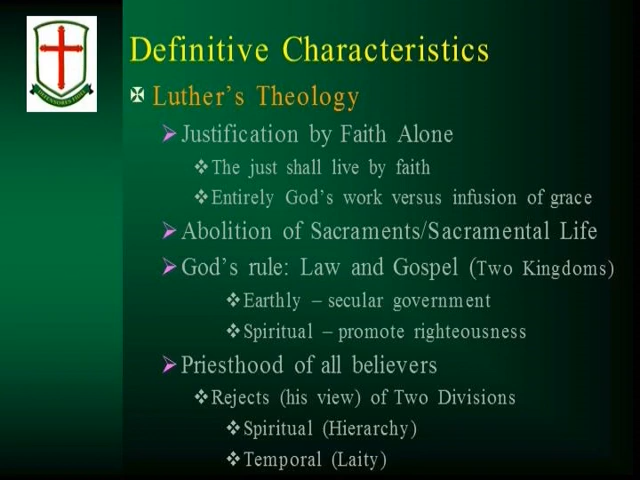 Definitive Characteristics
Luther's Theology
Justification by Faith Alone
The just shall live by faith
Entirely God's work versus infusion of grace
Abolition of Sacraments/Sacramental Life
God's rule: Law and Gospel (Two Kingdoms)
Earthly – secular government
Spiritual – promote righteousness
Priesthood of all believers
Rejects (his view) of Two Divisions
Spiritual (Hierarchy)
Temporal (Laity)